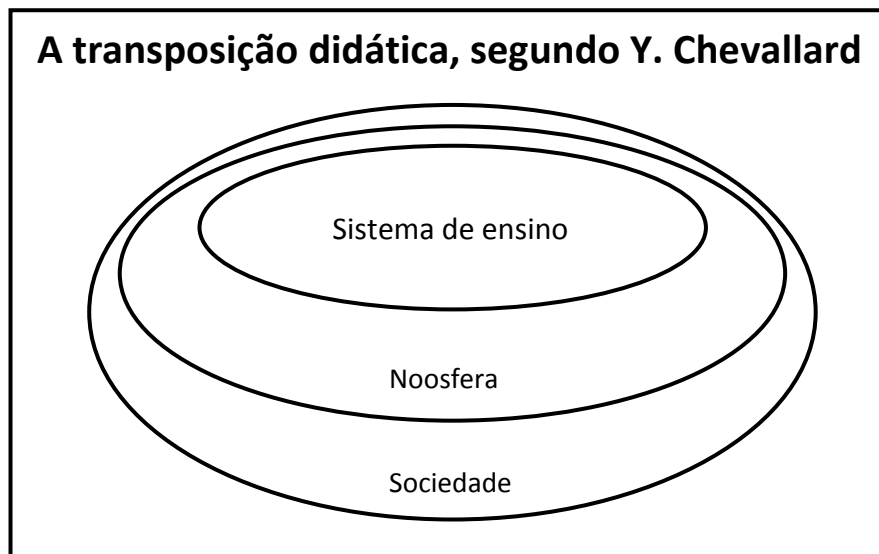 A transposição didática, segundo Y. Chevallard
Sistema de ensino
Noosfera
Sociedade